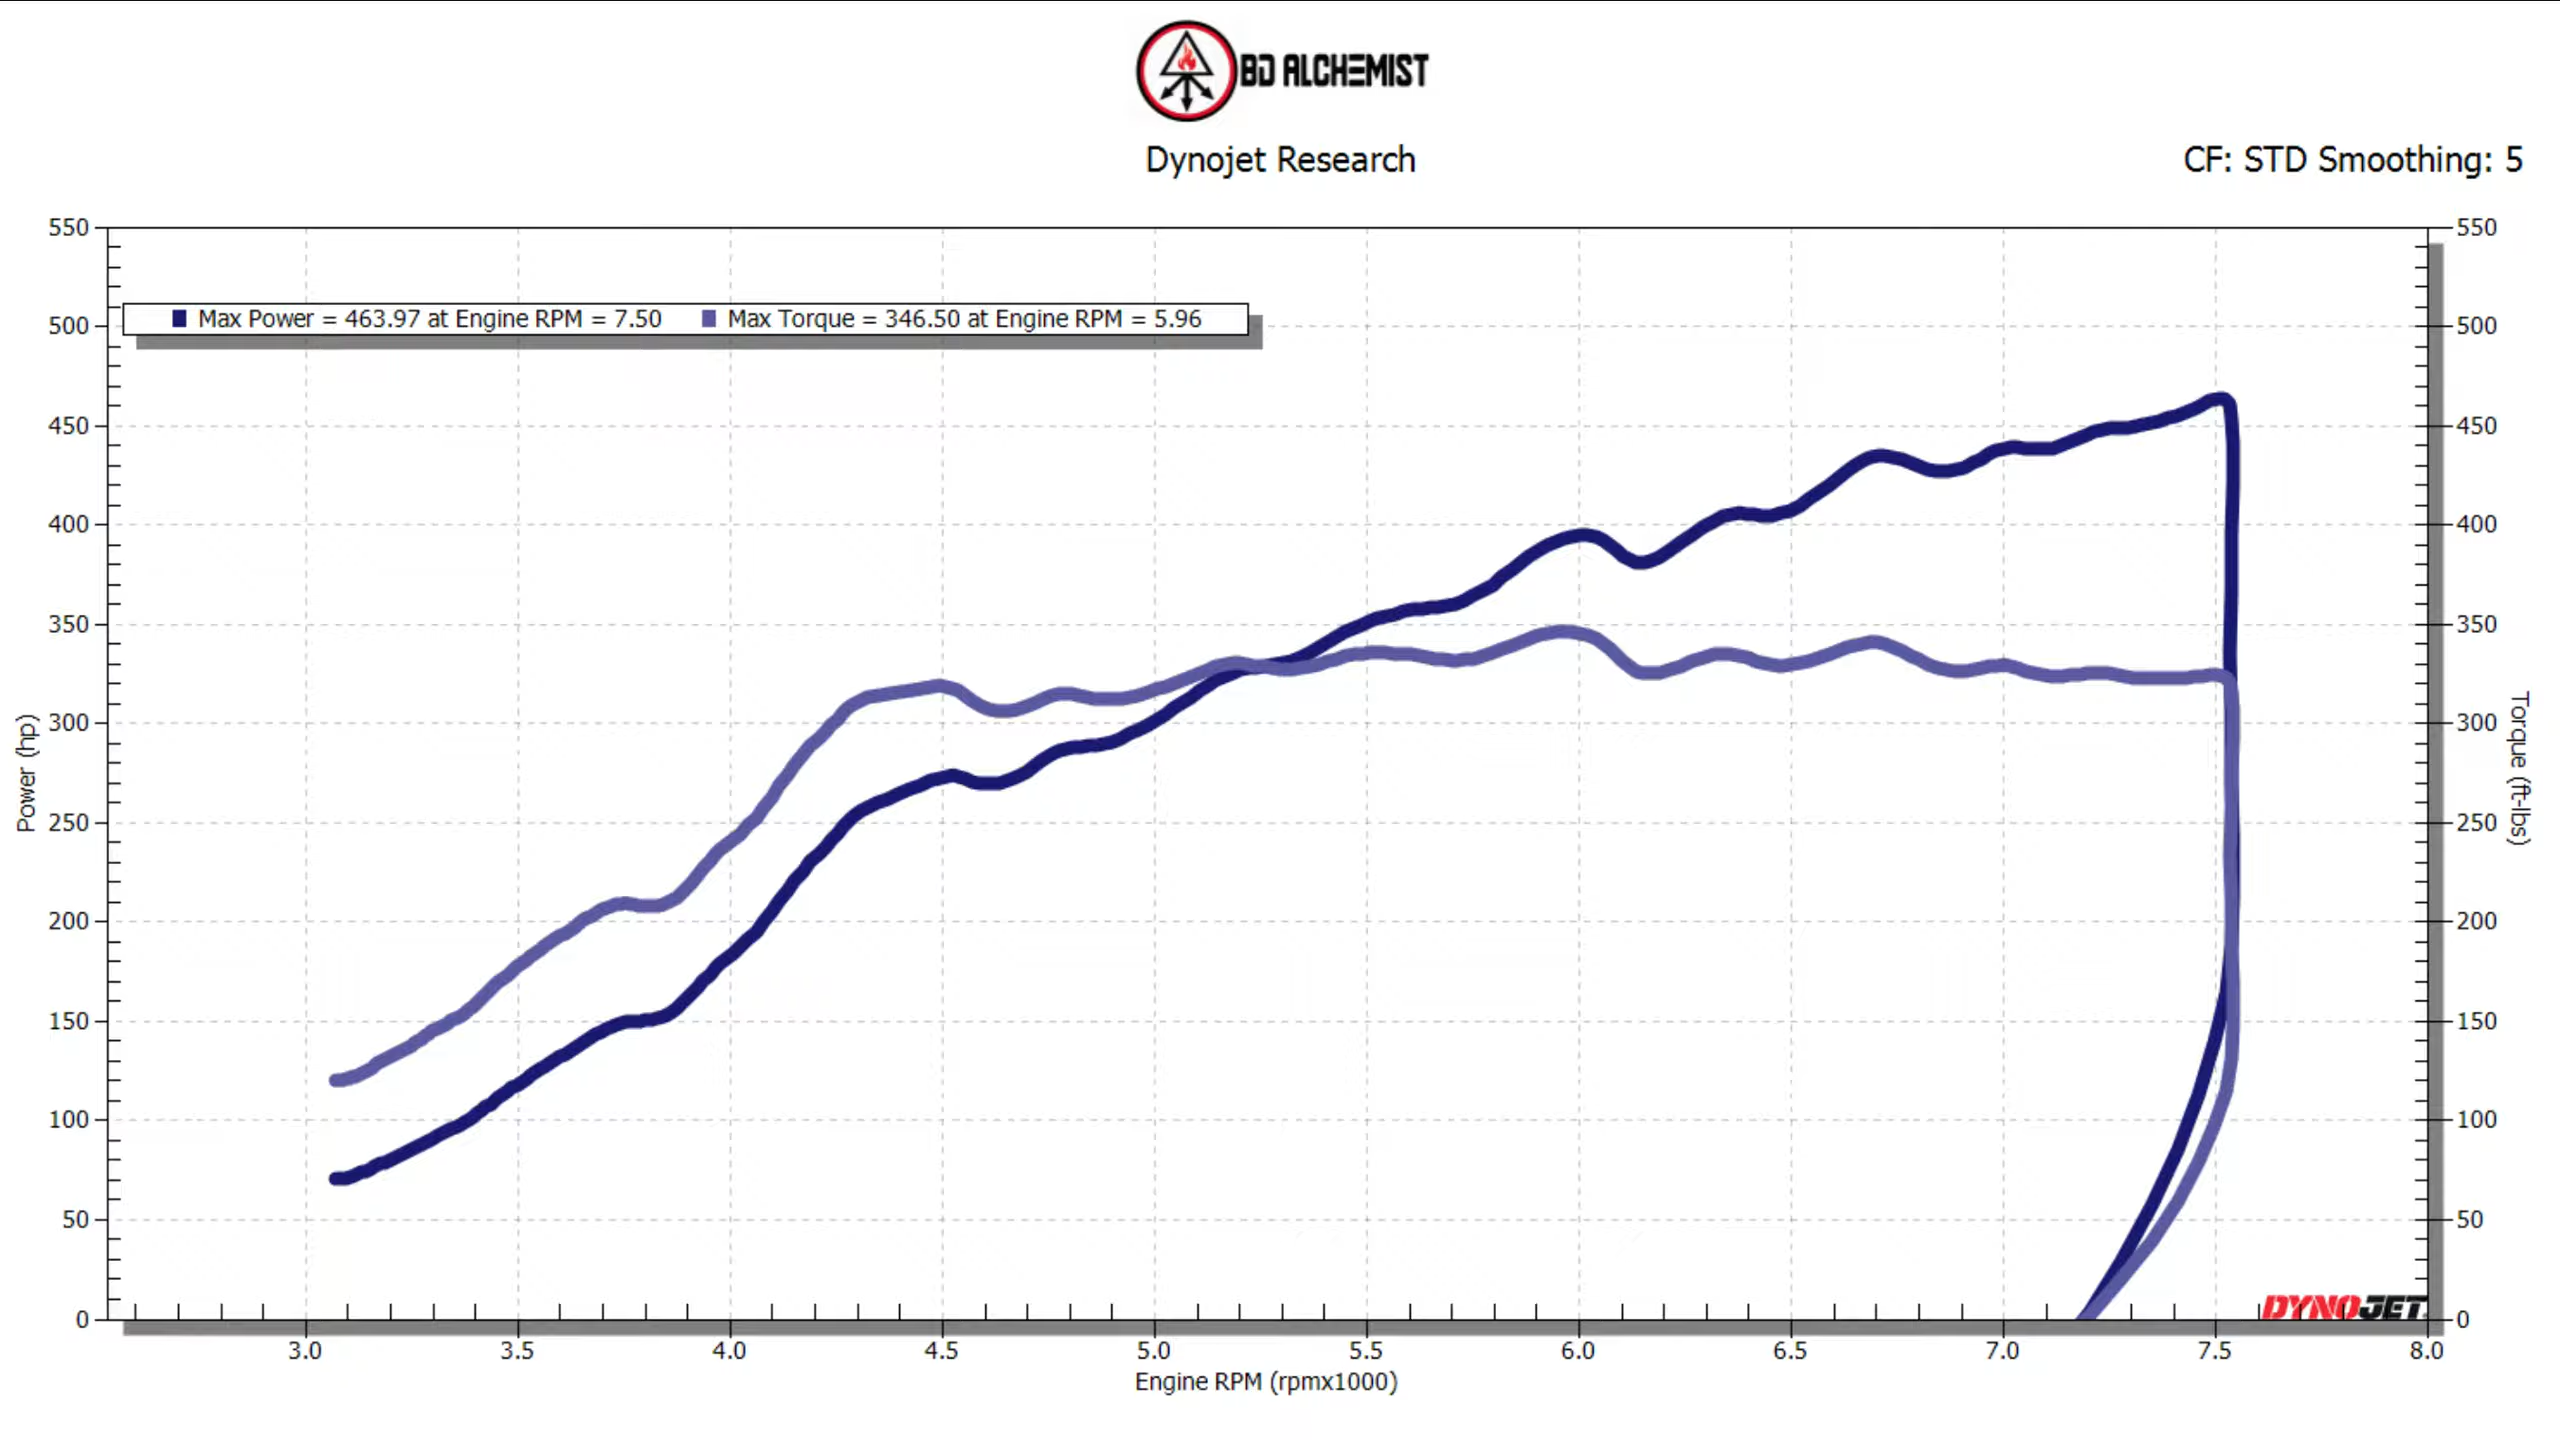 BD ALCHEMIST
Dynojet Research
CF: STD Smoothing: 5
Max Power = 463.97 at Engine RPM = 7.50 Max Torque = 346.50 at Engine RPM = 5.96
550
500
450
400
350
300
250
200
150
100
50
0
Power (hp)
550
500
450
400
350
300
250
200
150
100
50
0
Torque (ft-lbs)
DYNOJET
3.0 3.5 4.0 4.5 5.0 5.5 6.0 6.5 7.0 7.5 8.0
Engine RPM (rpmx1000)